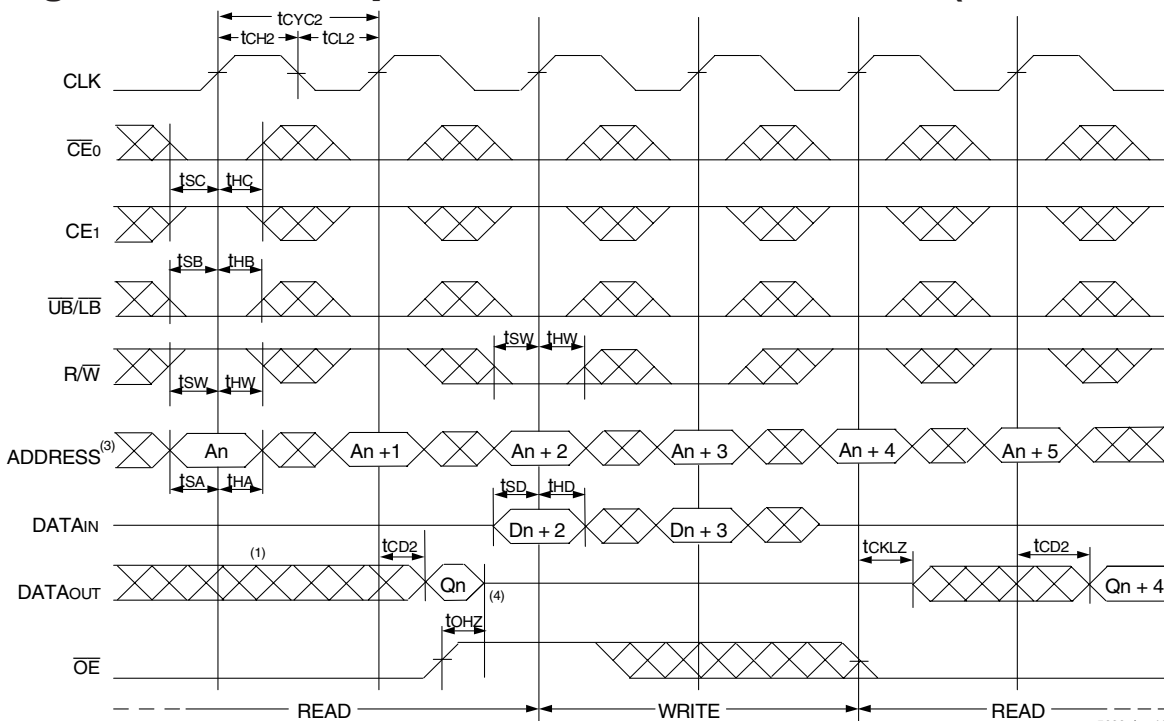 tCYC2
tCH2 tCL2
CLK
CE0
tSC tHC
CE1
tSB tHB
UB/LB
tSW tHW
R/W
tSW tHW
ADDRESS(3) An An +1 An + 2 An + 3 An + 4 An + 5
tSA tHA
tSD tHD
DATAIN Dn + 2 Dn + 3
tCD2 tCKLZ tCD2
(1)
DATAOUT Qn (4) Qn + 4
tOHZ
OE
READ WRITE READ